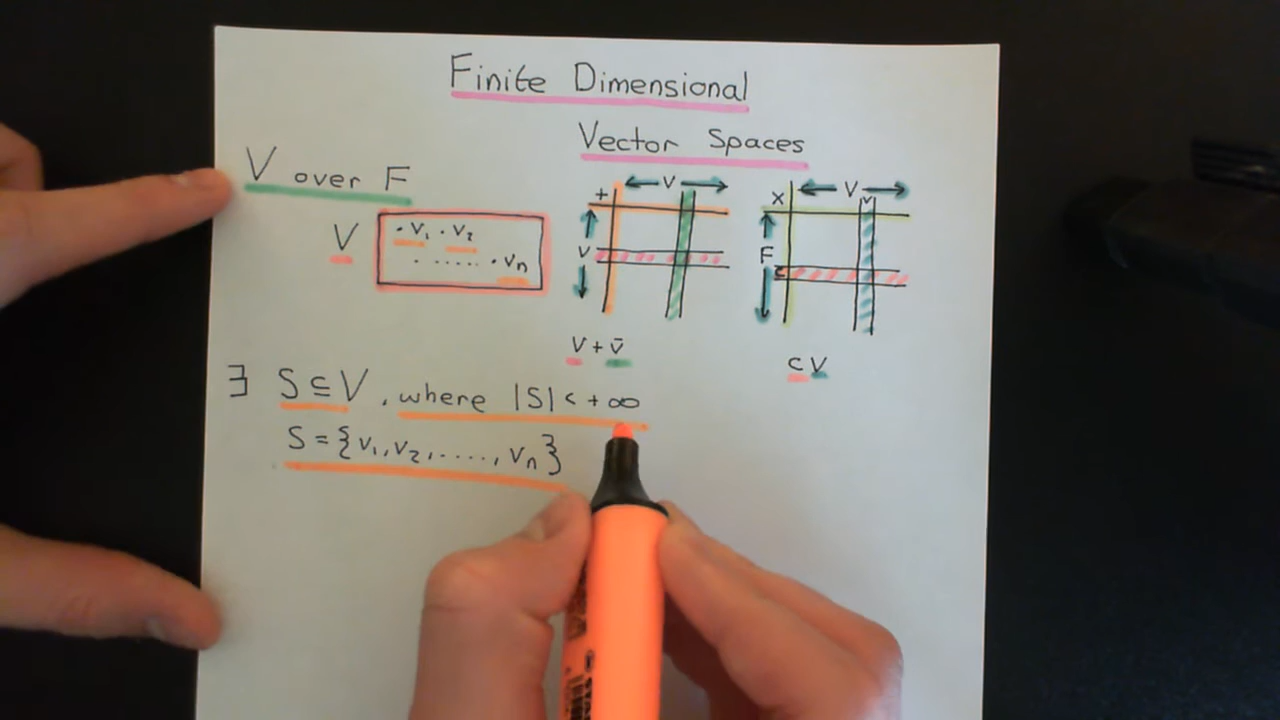 Finite Dimensional
Vector Spaces
V over F
V
· v₁ · v₂
· ..... · vₙ
+ V
v
x V
v
F
c
v + v̄
cv
∃ S ⊆ V, where |S| < +∞
S = {v₁, v₂, ....., vₙ}